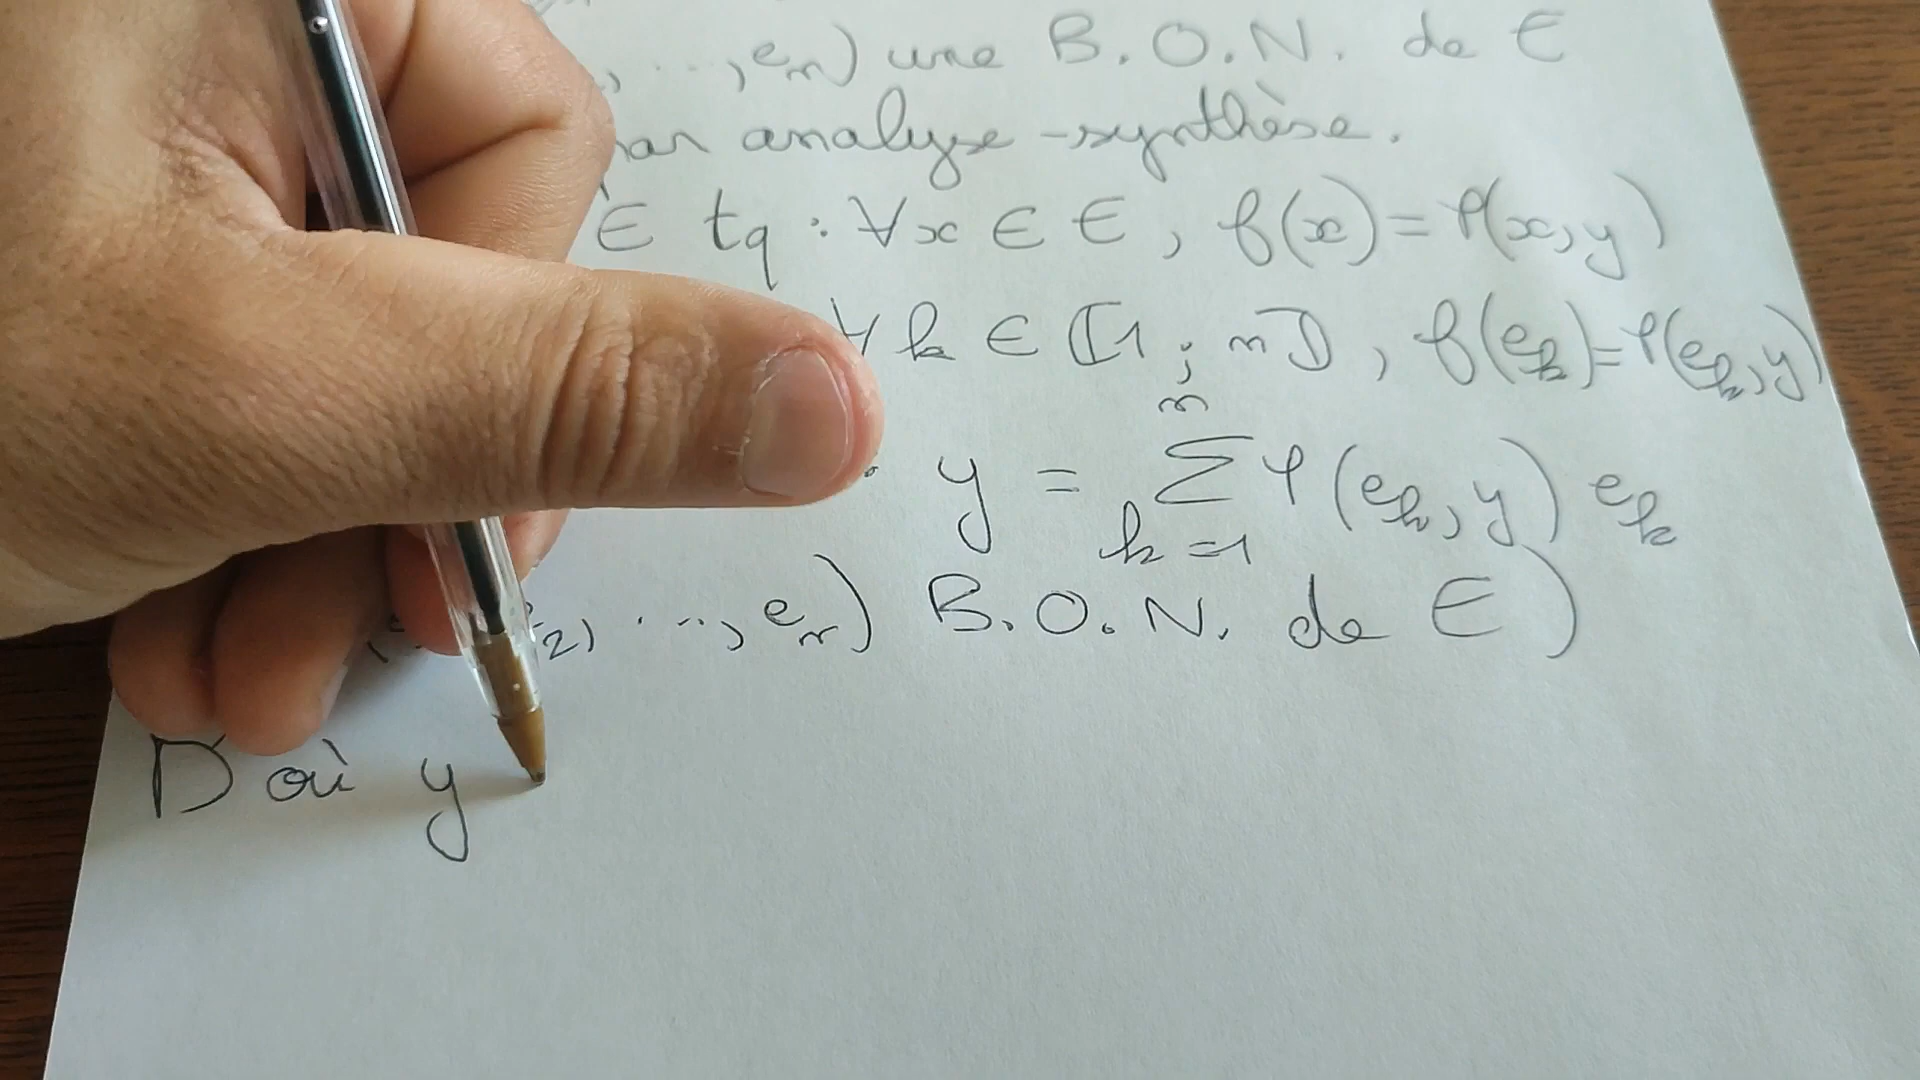 , ..., eₙ) une B.O.N. de E
par analyse-synthèse.
E tq : ∀x ∈ E, f(x) = φ(x, y)
∀ k ∈ ⟦1 ; n⟧, f(eₖ) = φ(eₖ, y)
y = ∑ₖ₌₁ⁿ φ(eₖ, y) eₖ
₂, ..., eₙ) B.O.N. de E)
D'où y